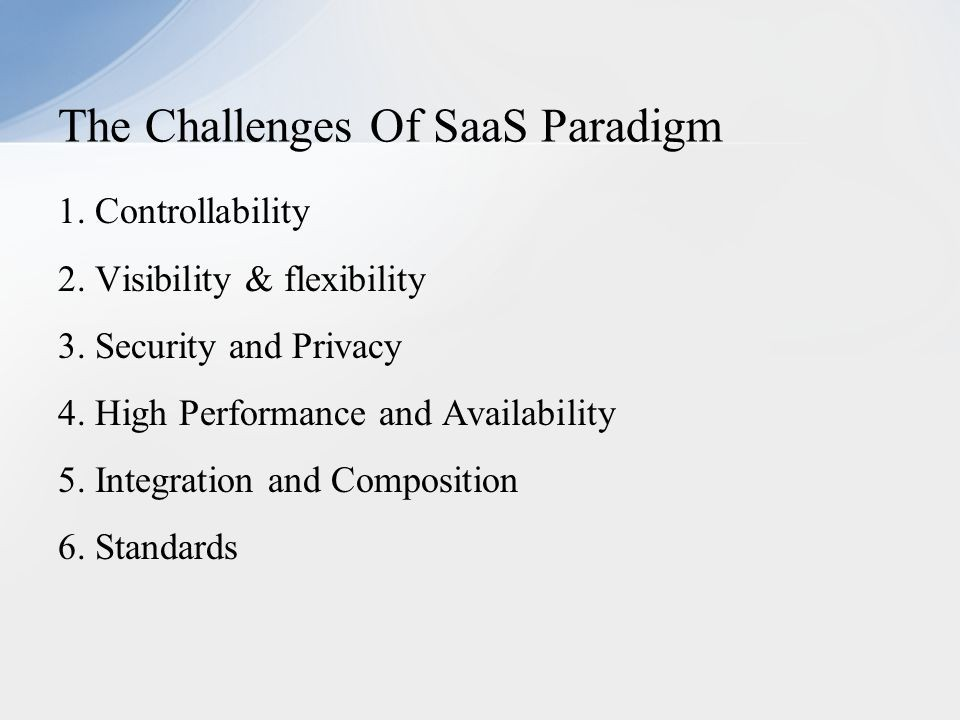 The Challenges Of SaaS Paradigm
1. Controllability
2. Visibility & flexibility
3. Security and Privacy
4. High Performance and Availability
5. Integration and Composition
6. Standards